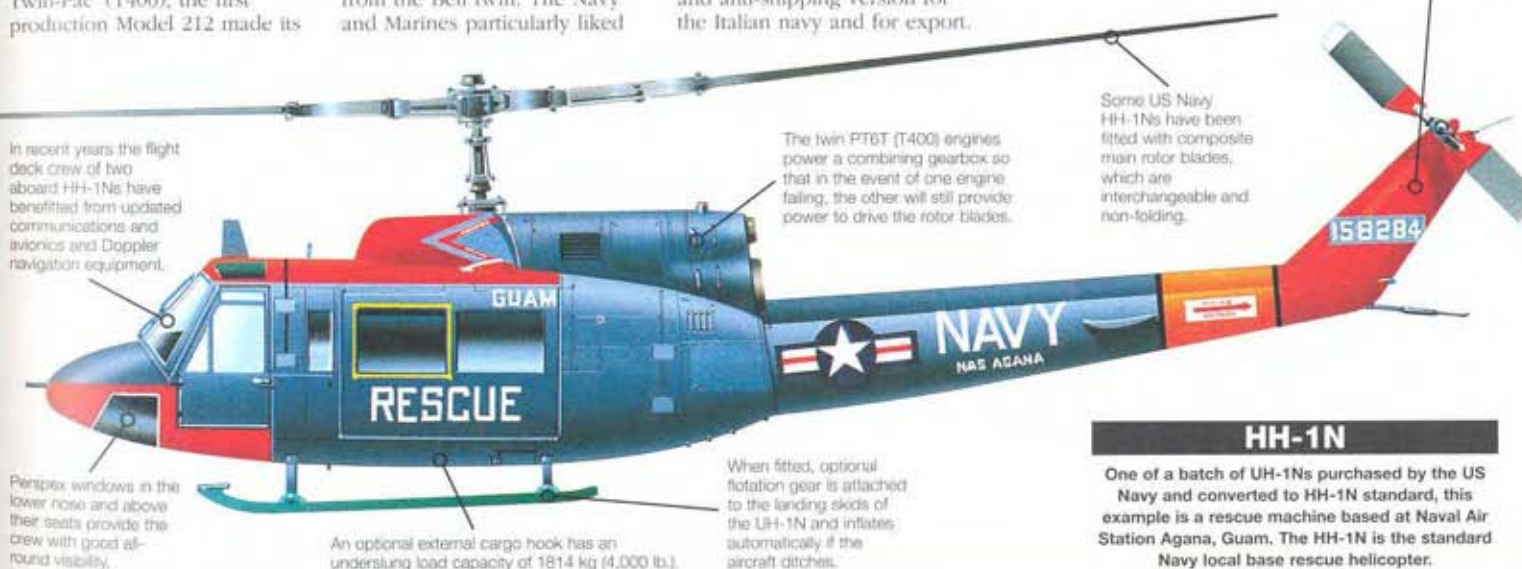 Twin-Pac (T400), the first
production Model 212 made its
from the Bell twin. The Navy
and Marines particularly liked
and anti-shipping version for
the Italian navy and for export.
In recent years the flight
deck crew of two
aboard HH-1Ns have
benefitted from updated
communications and
avionics and Doppler
navigation equipment.
The twin PT6T (T400) engines
power a combining gearbox so
that in the event of one engine
failing, the other will still provide
power to drive the rotor blades.
Some US Navy
HH-1Ns have been
fitted with composite
main rotor blades,
which are
interchangeable and
non-folding.
158284
GUAM
NAVY
NAS AGANA
RESCUE
Perspex windows in the
lower nose and above
their seats provide the
crew with good all-
round visibility.
An optional external cargo hook has an
underslung load capacity of 1814 kg (4,000 lb.).
When fitted, optional
flotation gear is attached
to the landing skids of
the UH-1N and inflates
automatically if the
aircraft ditches.
HH-1N
One of a batch of UH-1Ns purchased by the US
Navy and converted to HH-1N standard, this
example is a rescue machine based at Naval Air
Station Agana, Guam. The HH-1N is the standard
Navy local base rescue helicopter.